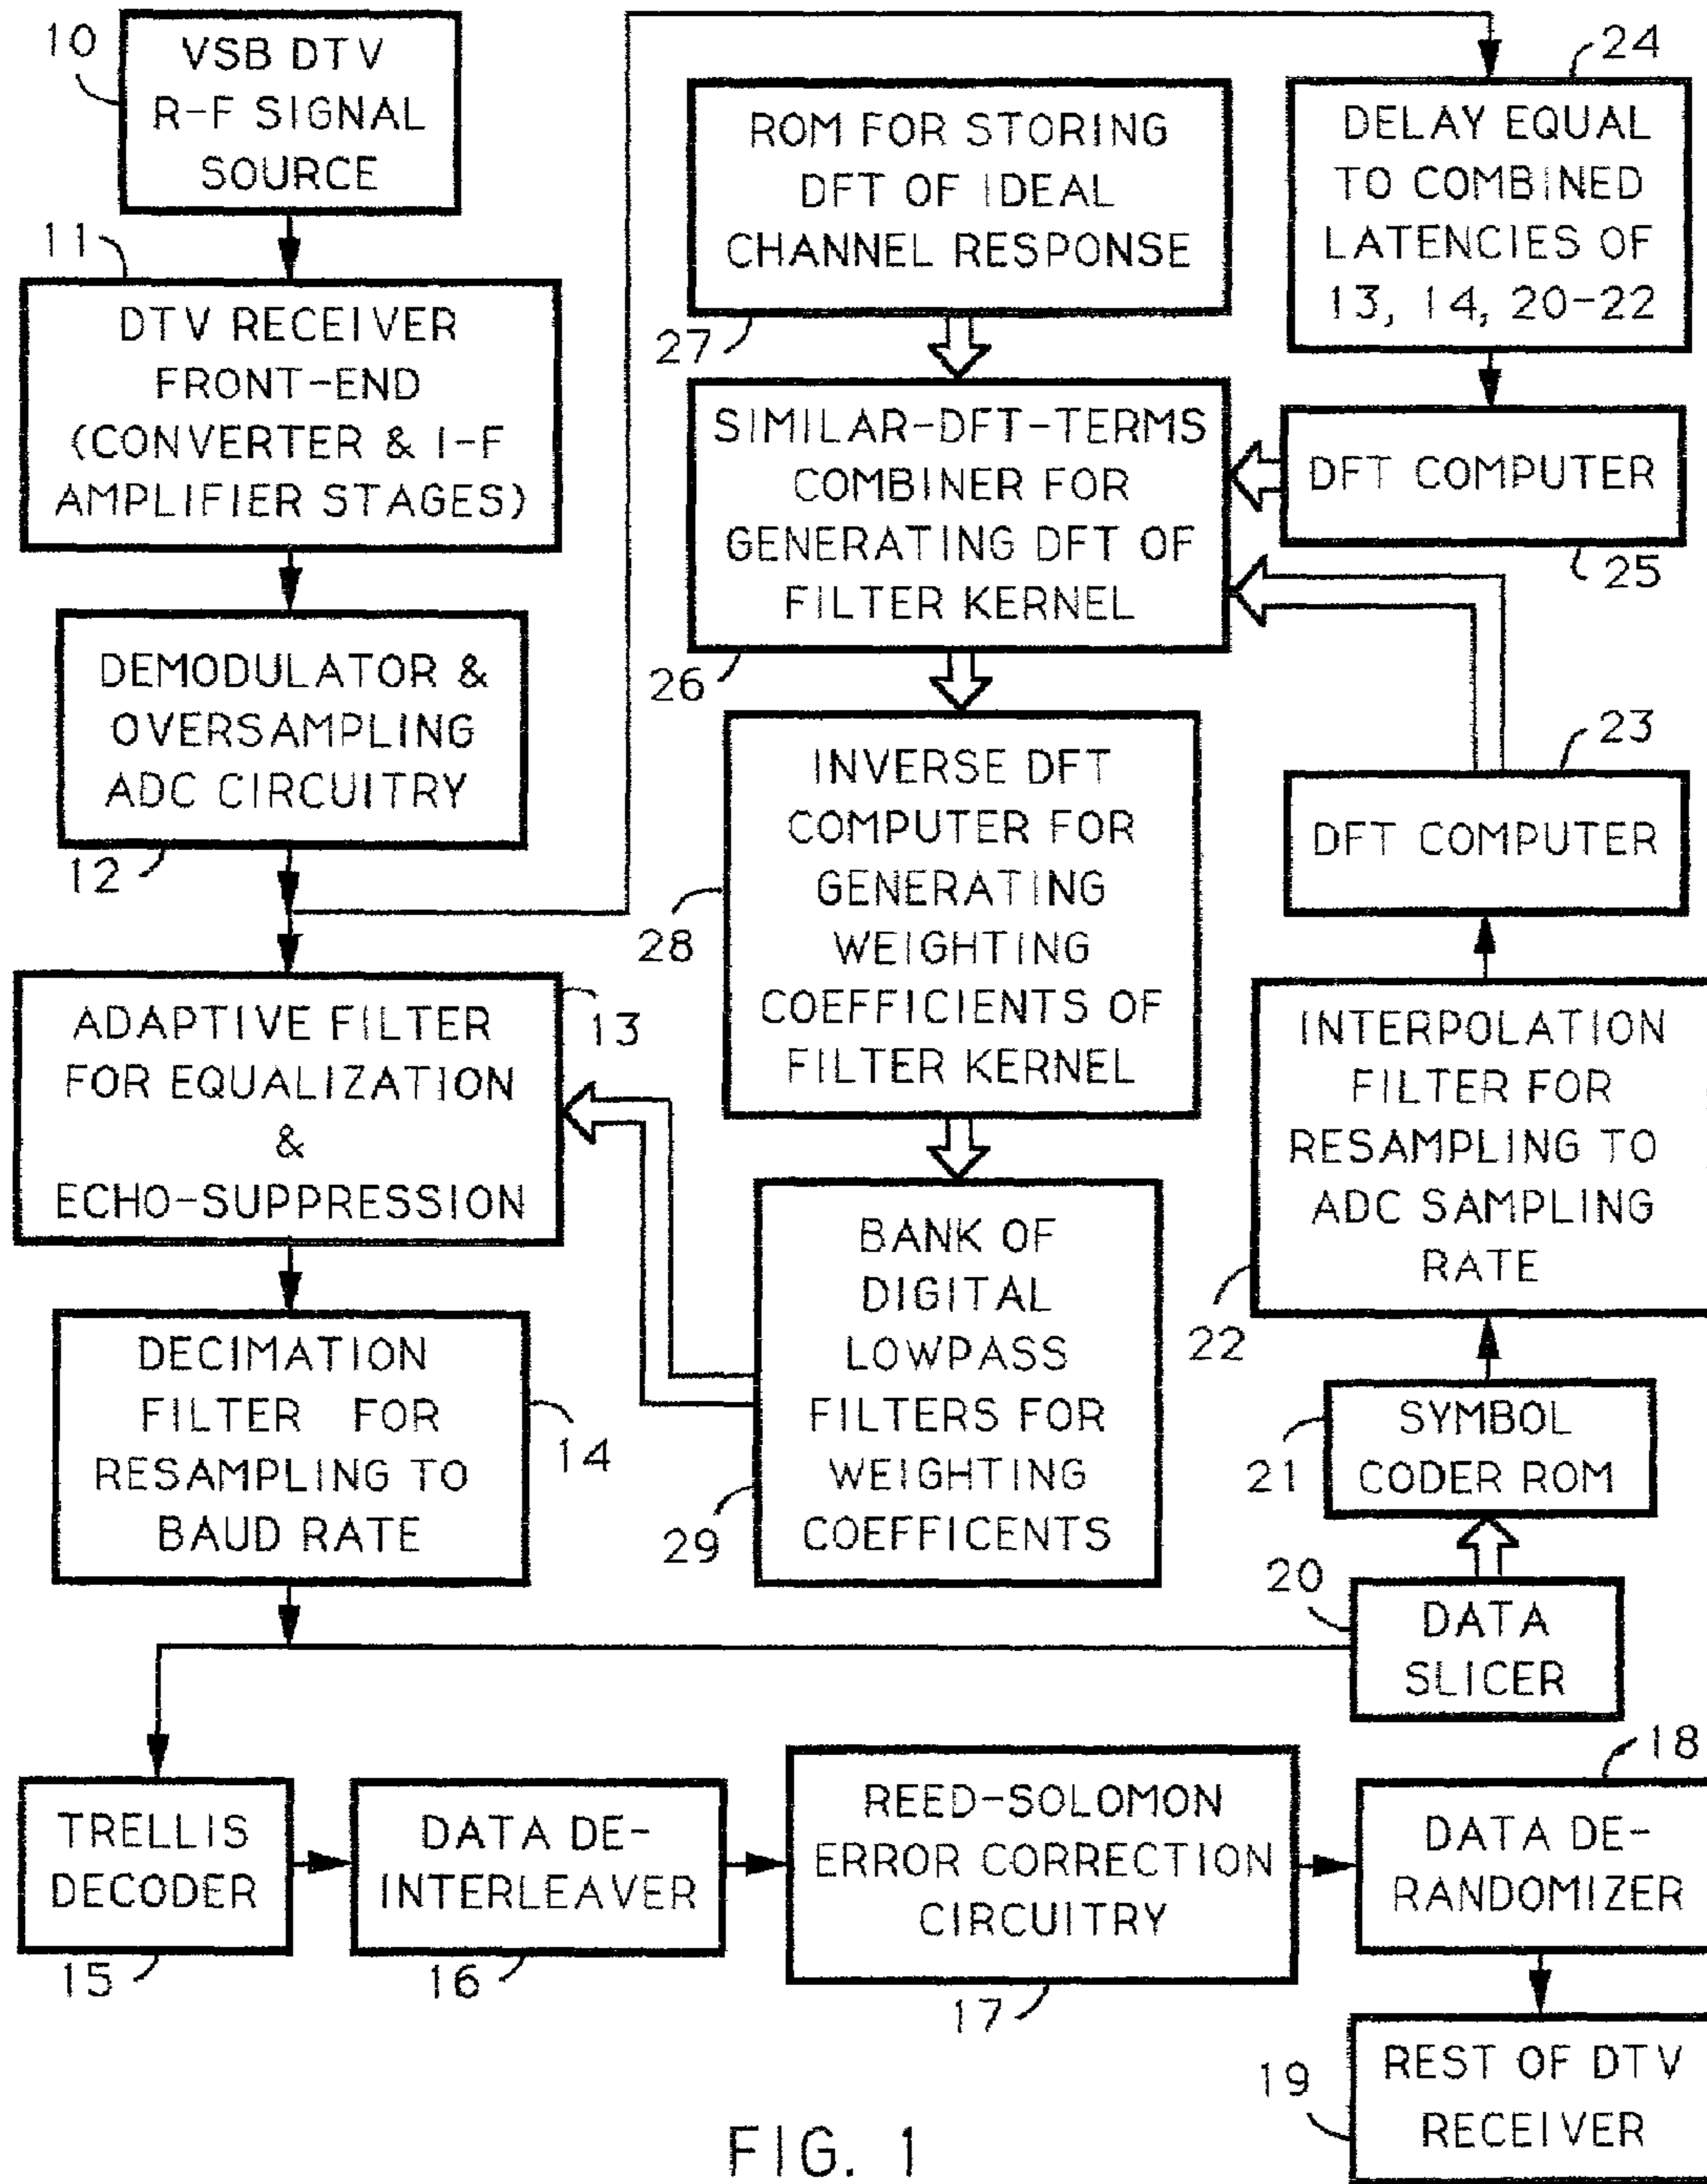 10
VSB DTV
R-F SIGNAL
SOURCE
11
DTV RECEIVER
FRONT-END
(CONVERTER & I-F
AMPLIFIER STAGES)
DEMODULATOR &
OVERSAMPLING
ADC CIRCUITRY
12
ADAPTIVE FILTER
FOR EQUALIZATION
&
ECHO-SUPPRESSION
13
DECIMATION
FILTER FOR
RESAMPLING TO
BAUD RATE
14
ROM FOR STORING
DFT OF IDEAL
CHANNEL RESPONSE
27
SIMILAR-DFT-TERMS
COMBINER FOR
GENERATING DFT OF
FILTER KERNEL
26
INVERSE DFT
COMPUTER FOR
GENERATING
WEIGHTING
COEFFICIENTS OF
FILTER KERNEL
28
BANK OF
DIGITAL
LOWPASS
FILTERS FOR
WEIGHTING
COEFFICENTS
29
24
DELAY EQUAL
TO COMBINED
LATENCIES OF
13, 14, 20-22
DFT COMPUTER
25
23
DFT COMPUTER
INTERPOLATION
FILTER FOR
RESAMPLING TO
ADC SAMPLING
RATE
22
SYMBOL
CODER ROM
21
20
DATA
SLICER
TRELLIS
DECODER
15
DATA DE-
INTERLEAVER
16
REED-SOLOMON
ERROR CORRECTION
CIRCUITRY
17
18
DATA DE-
RANDOMIZER
19
REST OF DTV
RECEIVER
FIG. 1